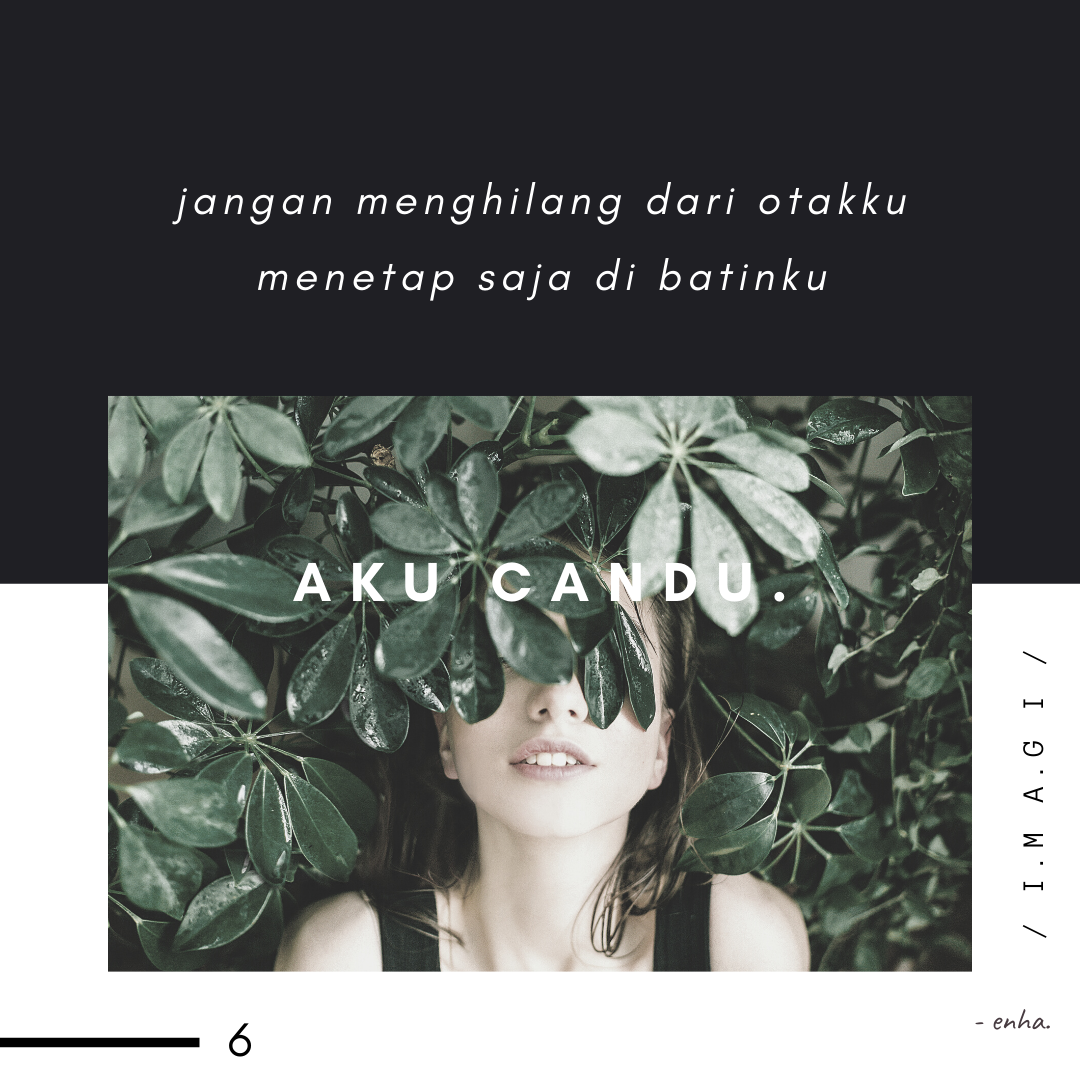 jangan menghilang dari otakku
menetap saja di batinku
AKU CANDU.
/ I.M A.G I /
- enha.
6